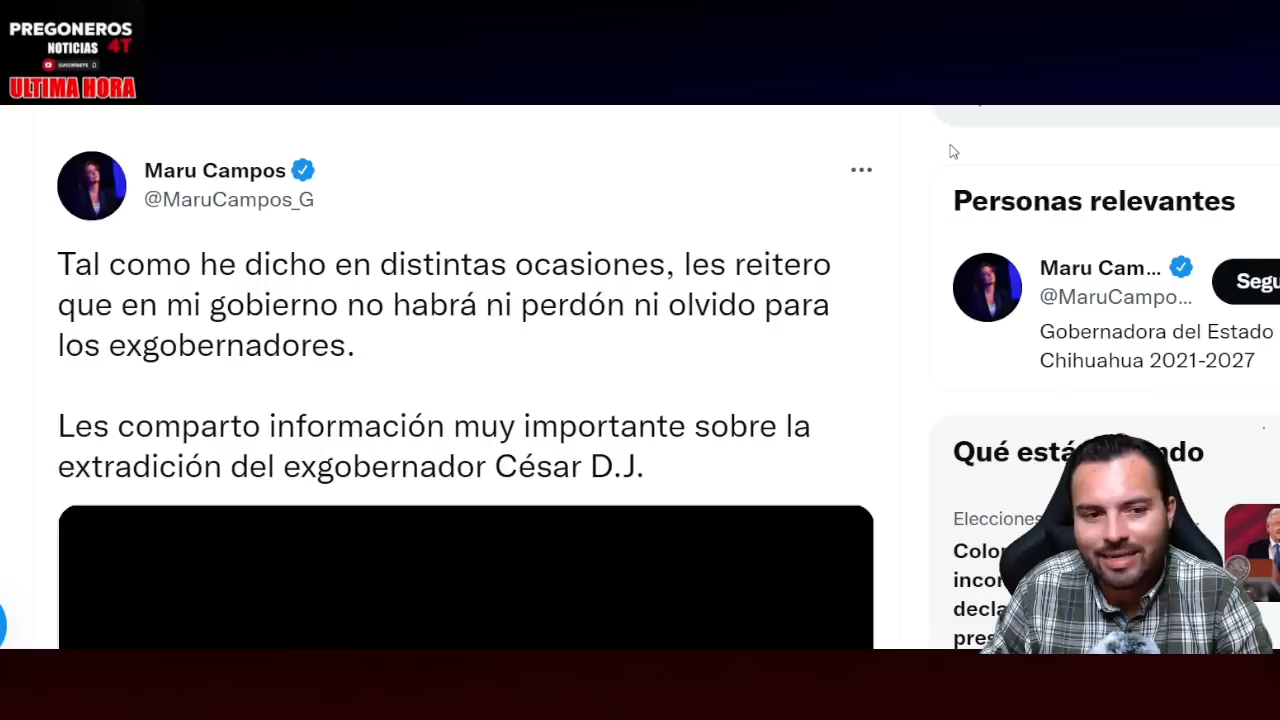 PREGONEROS
NOTICIAS 4T
SUSCRIBETE
ULTIMA HORA
Maru Campos
@MaruCampos_G
Tal como he dicho en distintas ocasiones, les reitero
que en mi gobierno no habrá ni perdón ni olvido para
los exgobernadores.
Les comparto información muy importante sobre la
extradición del exgobernador César D.J.
Personas relevantes
Maru Cam...
@MaruCampo...
Segu
Gobernadora del Estado
Chihuahua 2021-2027
Qué está ndo
Elecciones
Color
incor
decla
pres